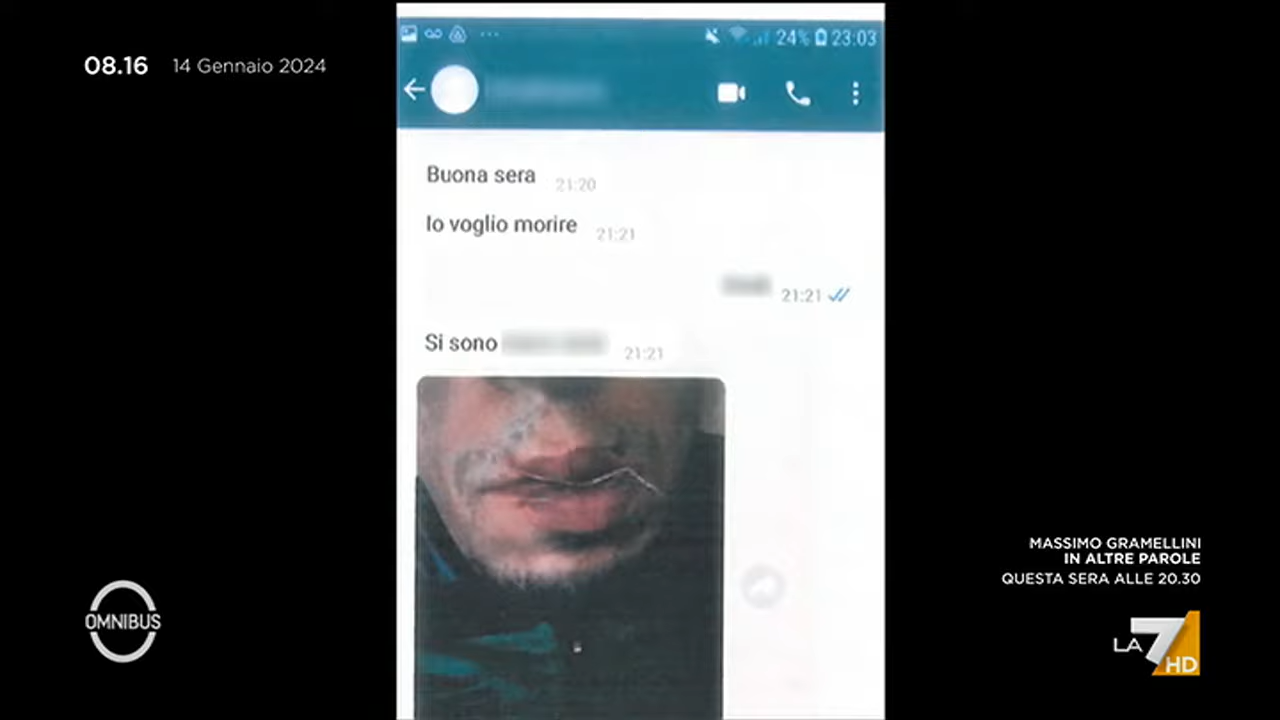 24% 23:03
08.16 14 Gennaio 2024
Buona sera 21:20
Io voglio morire 21:21
21:21
Si sono 21:21
MASSIMO GRAMELLINI
IN ALTRE PAROLE
QUESTA SERA ALLE 20.30
OMNIBUS
LA7 HD